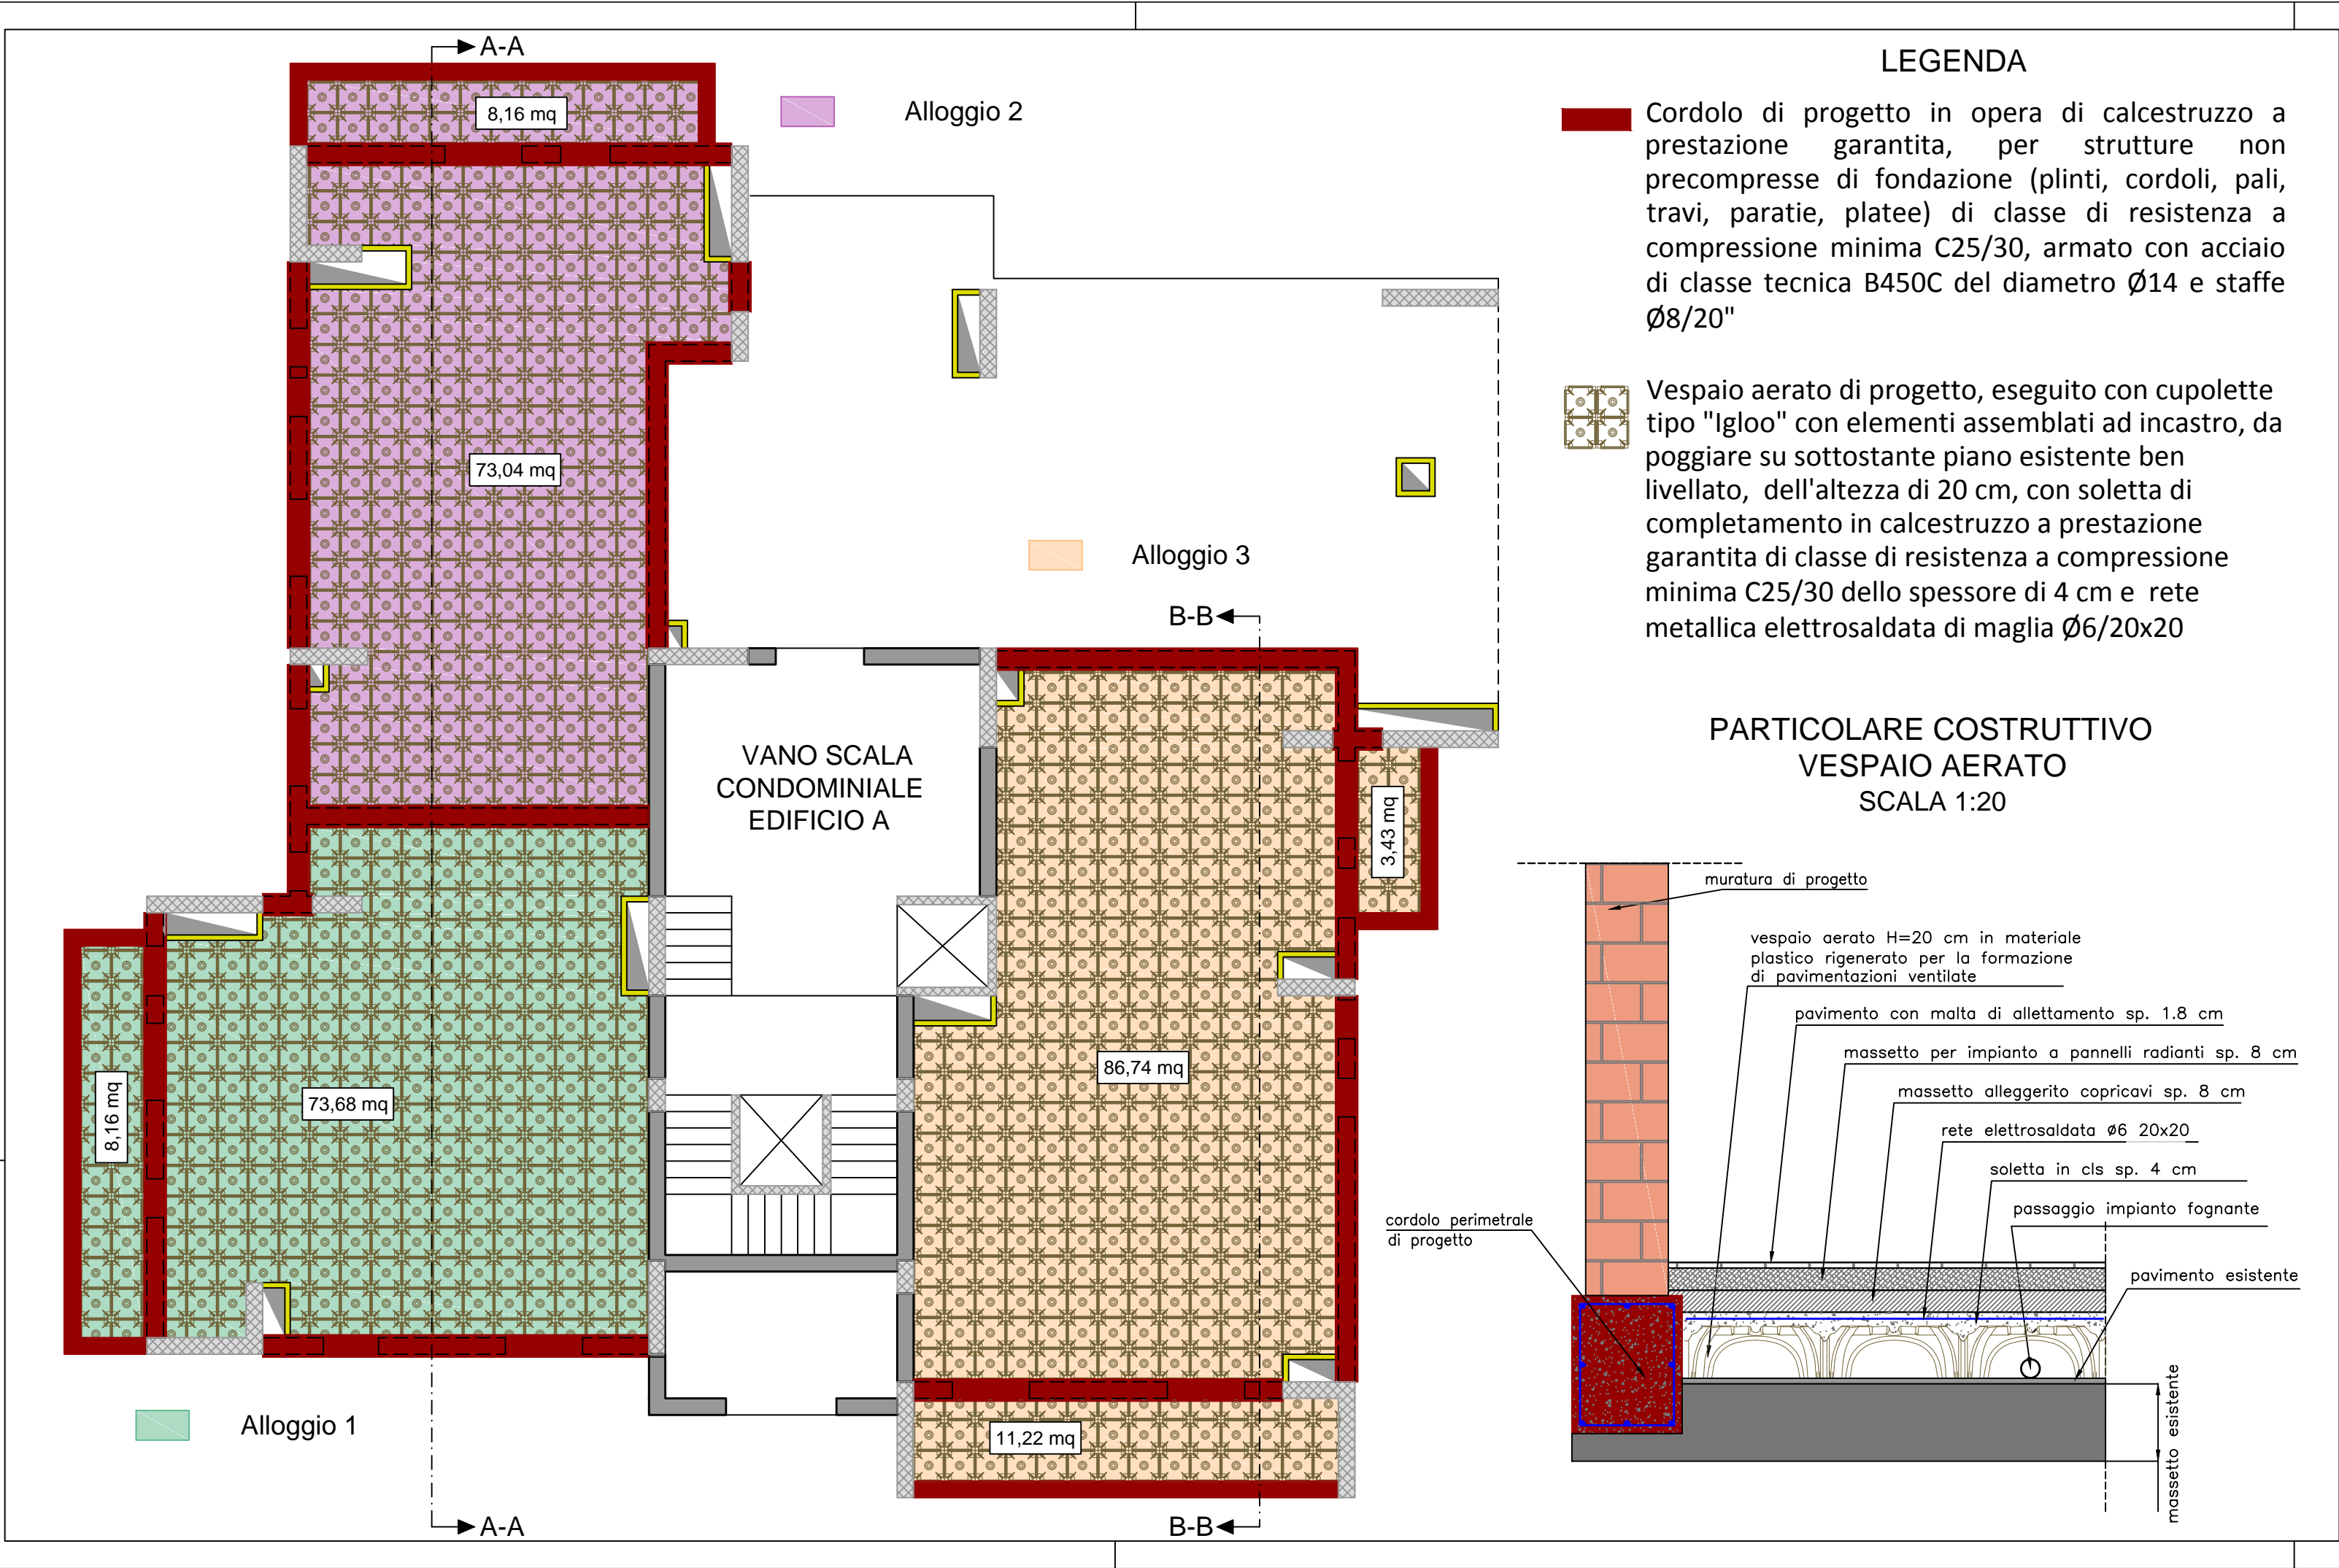 A-A
8,16 mq
Alloggio 2
73,04 mq
Alloggio 3
B-B
VANO SCALA
CONDOMINIALE
EDIFICIO A
3,43 mq
86,74 mq
8,16 mq
73,68 mq
11,22 mq
Alloggio 1
A-A
B-B
LEGENDA
Cordolo di progetto in opera di calcestruzzo a
prestazione garantita, per strutture non
precompresse di fondazione (plinti, cordoli, pali,
travi, paratie, platee) di classe di resistenza a
compressione minima C25/30, armato con acciaio
di classe tecnica B450C del diametro Ø14 e staffe
Ø8/20"
Vespaio aerato di progetto, eseguito con cupolette
tipo "Igloo" con elementi assemblati ad incastro, da
poggiare su sottostante piano esistente ben
livellato, dell'altezza di 20 cm, con soletta di
completamento in calcestruzzo a prestazione
garantita di classe di resistenza a compressione
minima C25/30 dello spessore di 4 cm e rete
metallica elettrosaldata di maglia Ø6/20x20
PARTICOLARE COSTRUTTIVO
VESPAIO AERATO
SCALA 1:20
muratura di progetto
vespaio aerato H=20 cm in materiale
plastico rigenerato per la formazione
di pavimentazioni ventilate
pavimento con malta di allettamento sp. 1.8 cm
massetto per impianto a pannelli radianti sp. 8 cm
massetto alleggerito copricavi sp. 8 cm
rete elettrosaldata ø6 20x20
soletta in cls sp. 4 cm
passaggio impianto fognante
cordolo perimetrale
di progetto
pavimento esistente
massetto esistente